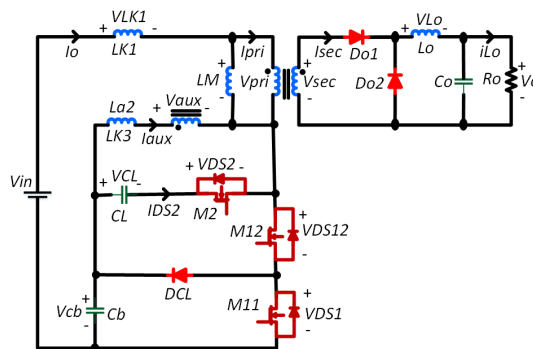 VLK1
+ -
Io
LK1
Ipri
+
LM
Vpri
-
+
Vsec
-
Isec
Do1
Do2
VLo
+ -
Lo
iLo
Co
Ro
+
-
La2
LK3
Iaux
Vaux
+ -
VCL
+ -
CL
IDS2
VDS2
+ -
M2
Vin
M12
+
VDS12
-
DCL
M11
+
VDS1
-
Vcb
+
-
Cb